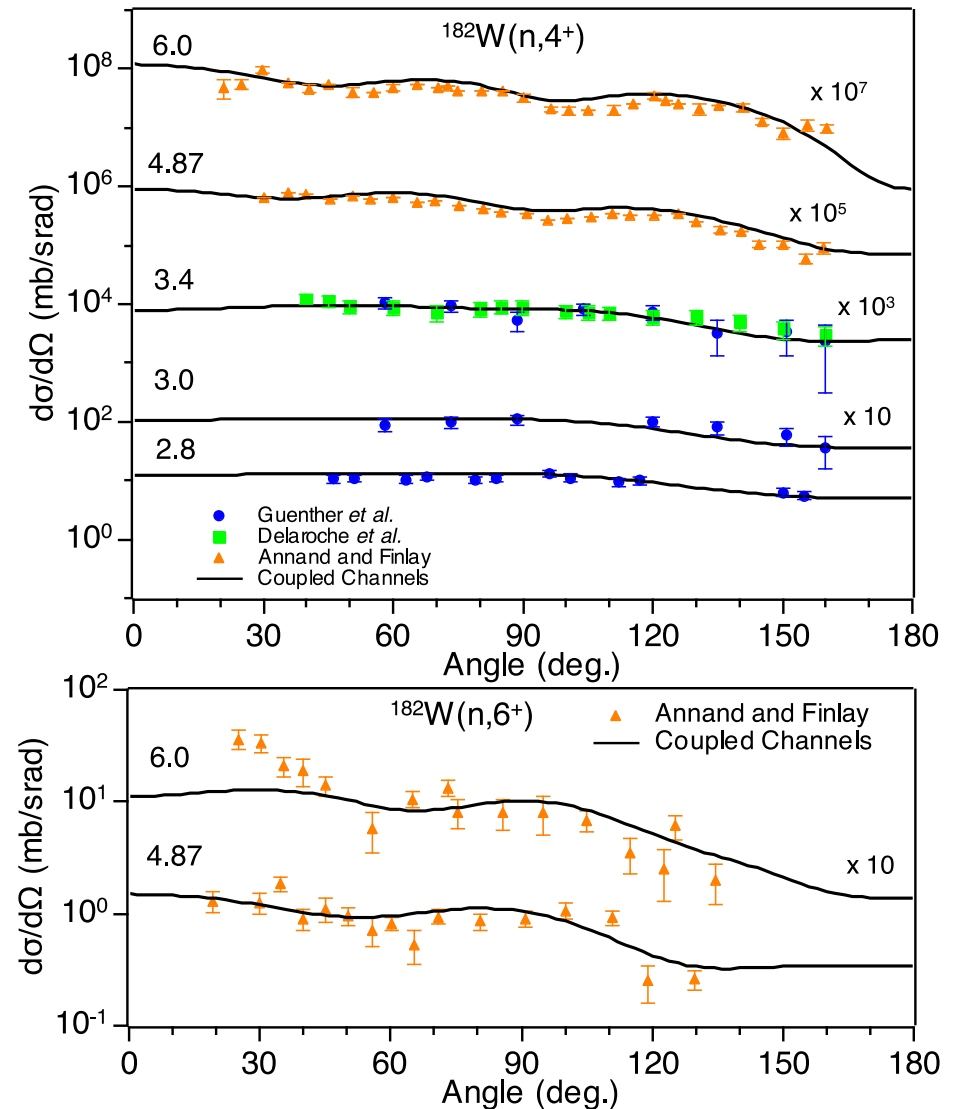 ¹⁸²W(n,4⁺)
6.0
x 10⁷
4.87
x 10⁵
3.4
x 10³
3.0
x 10
2.8
10⁸
10⁶
10⁴
10²
10⁰
dσ/dΩ (mb/srad)
Guenther et al.
Delaroche et al.
Annand and Finlay
Coupled Channels
0 30 60 90 120 150 180
Angle (deg.)
¹⁸²W(n,6⁺)
Annand and Finlay
Coupled Channels
6.0
x 10
4.87
10²
10¹
10⁰
10⁻¹
dσ/dΩ (mb/srad)
0 30 60 90 120 150 180
Angle (deg.)